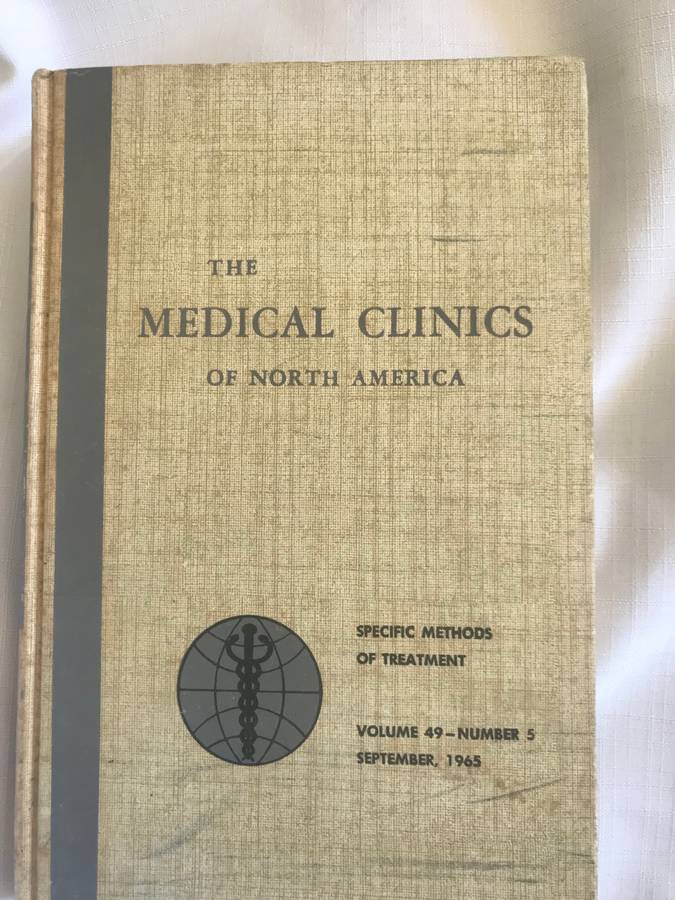 THE
MEDICAL CLINICS
OF NORTH AMERICA
SPECIFIC METHODS
OF TREATMENT
VOLUME 49–NUMBER 5
SEPTEMBER, 1965